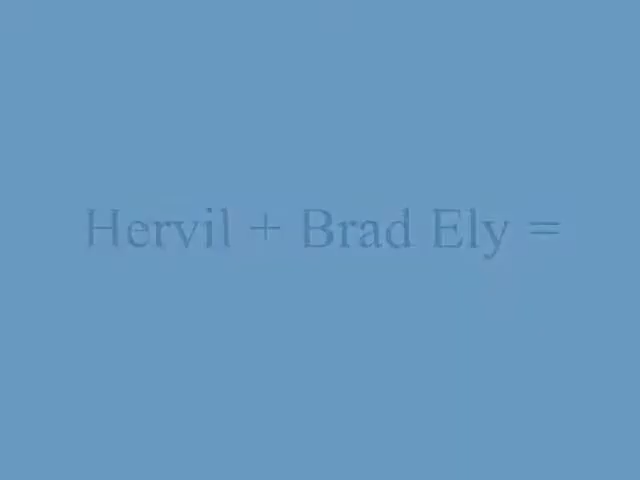 Hervil + Brad Ely =